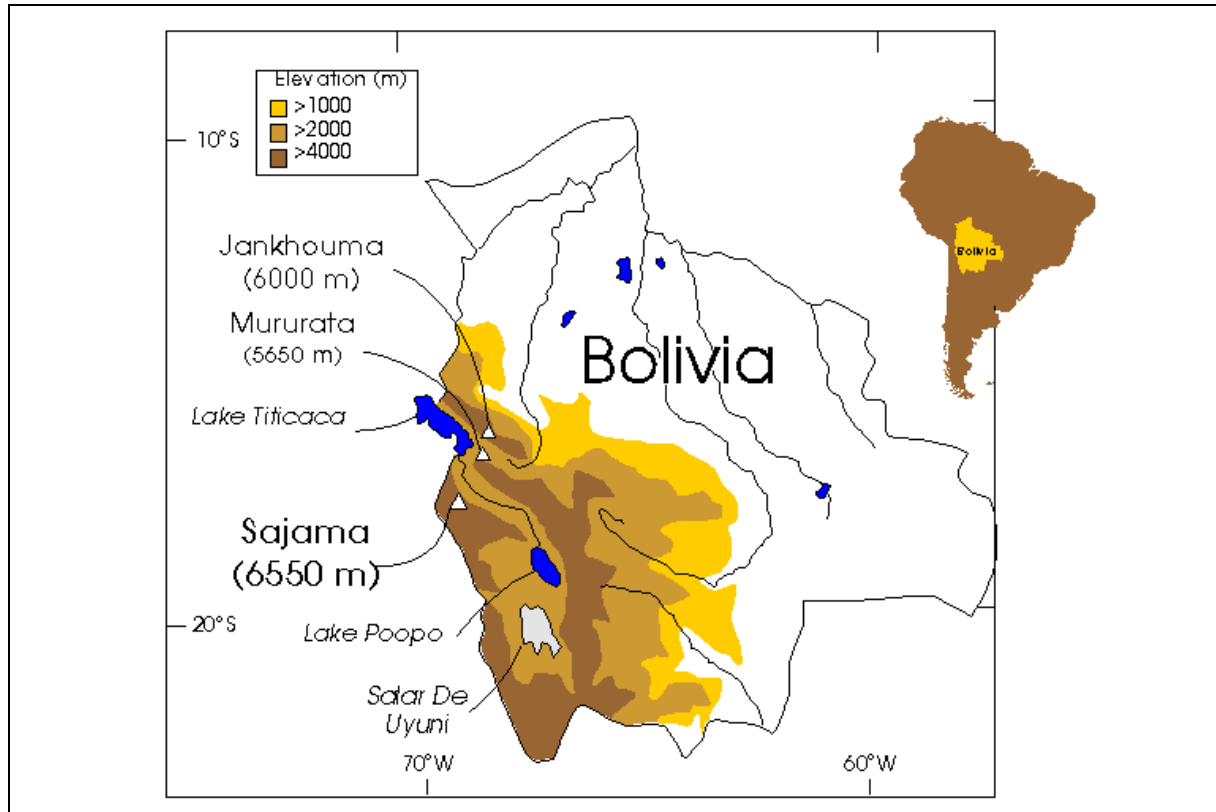 Elevation (m)
>1000
>2000
>4000
10°S
Jankhouma
(6000 m)
Mururata
(5650 m)
Lake Titicaca
Bolivia
Bolivia
Sajama
(6550 m)
Lake Poopo
20°S
Salar De
Uyuni
70°W
60°W